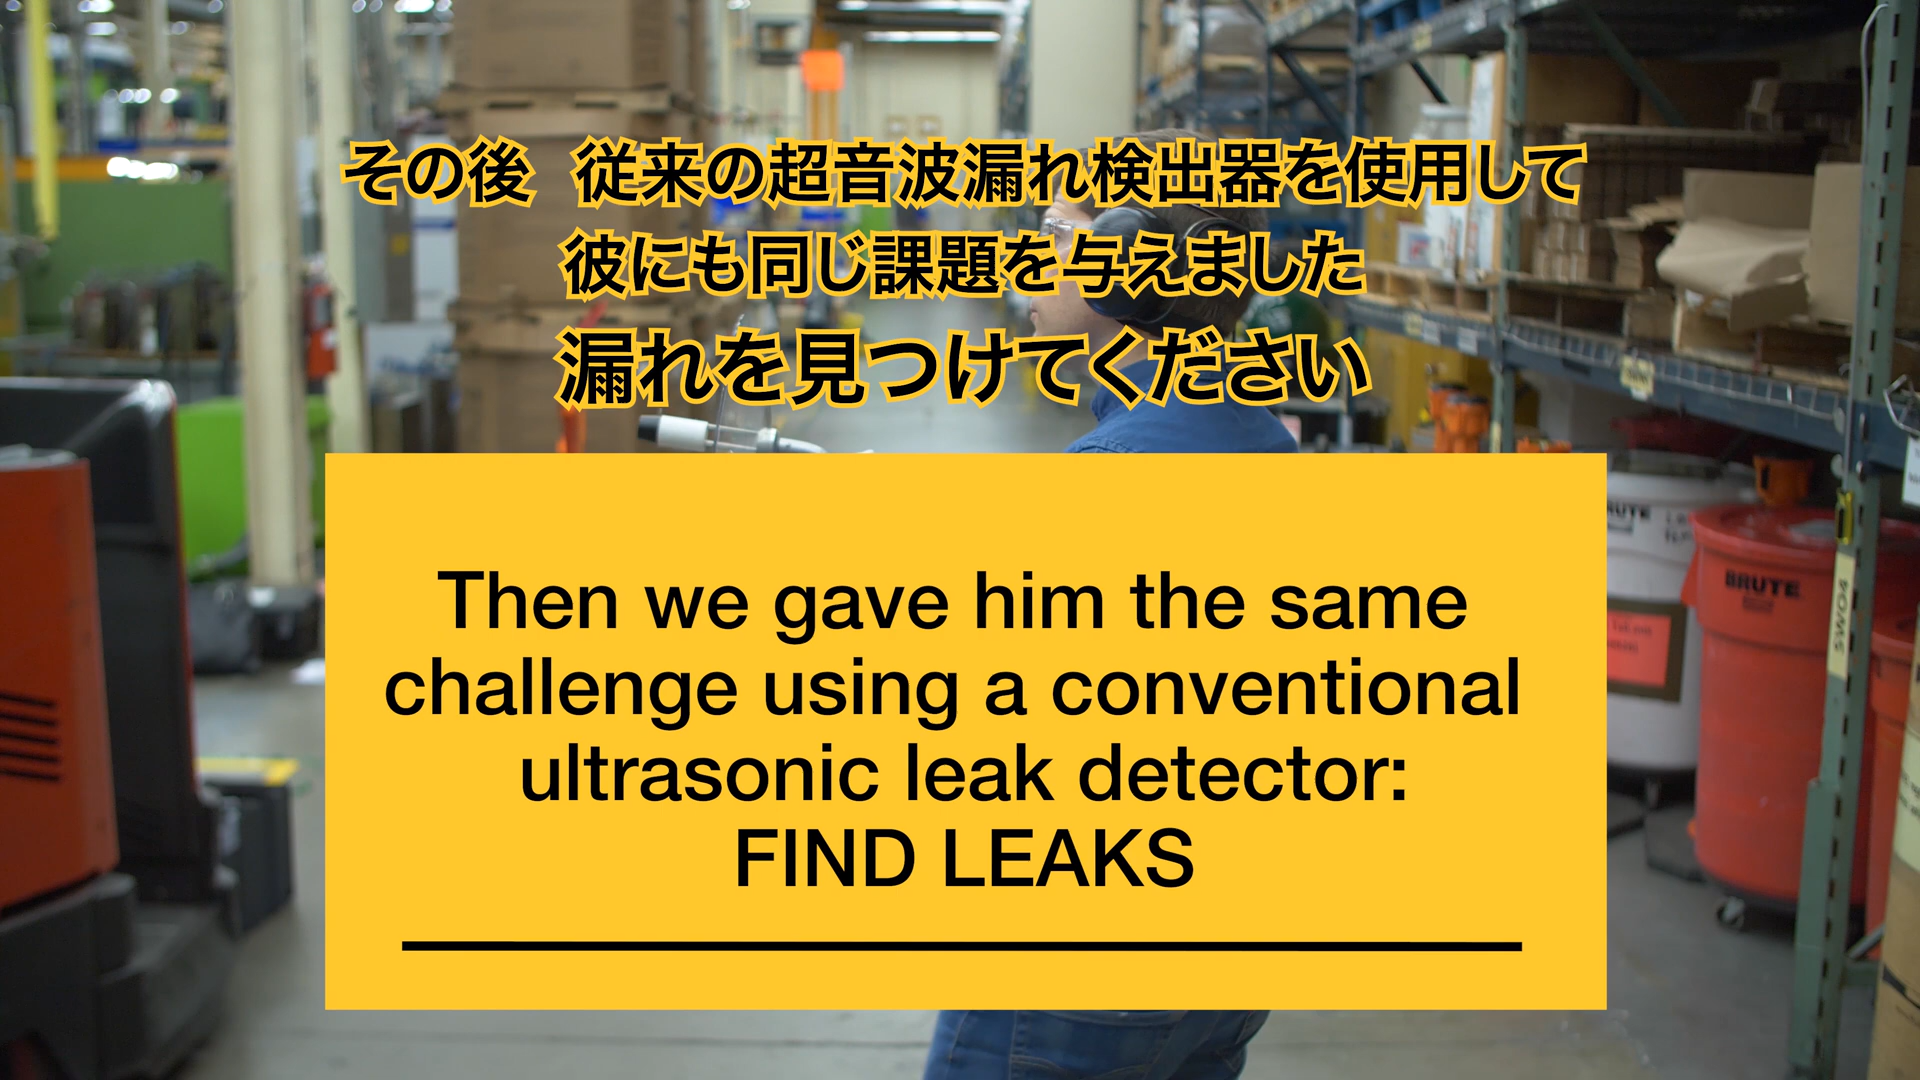 その後 従来の超音波漏れ検出器を使用して
彼にも同じ課題を与えました
漏れを見つけてください
Then we gave him the same
challenge using a conventional
ultrasonic leak detector:
FIND LEAKS
BRUTE